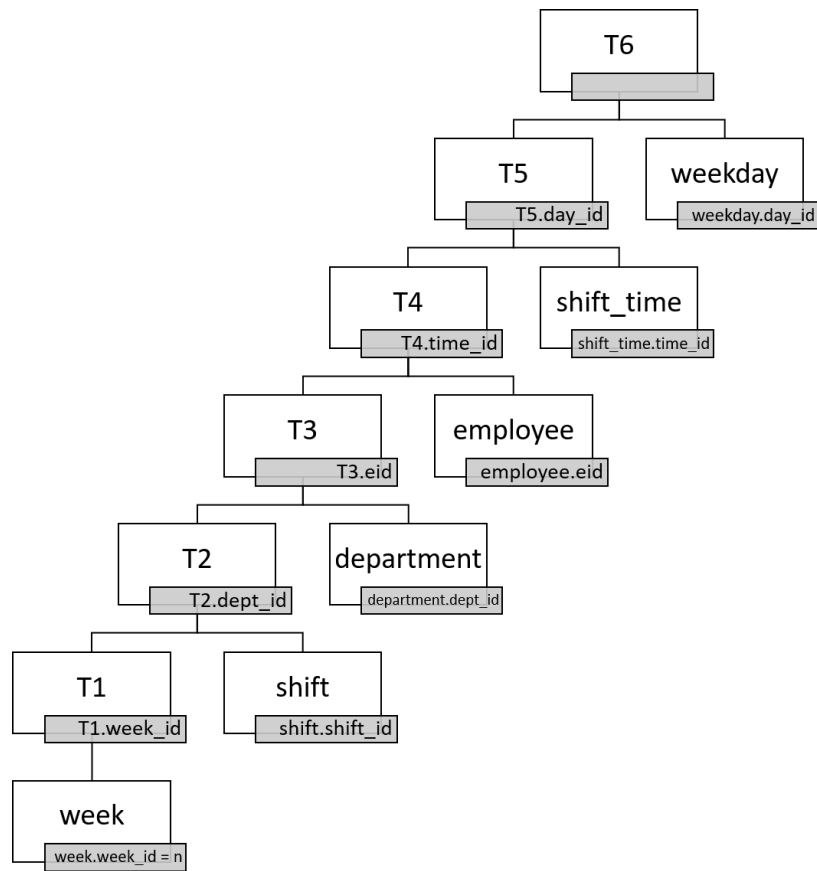 T6
T5
weekday
T5.day_id
weekday.day_id
T4
shift_time
T4.time_id
shift_time.time_id
T3
employee
T3.eid
employee.eid
T2
department
T2.dept_id
department.dept_id
T1
shift
T1.week_id
shift.shift_id
week
week.week_id = n